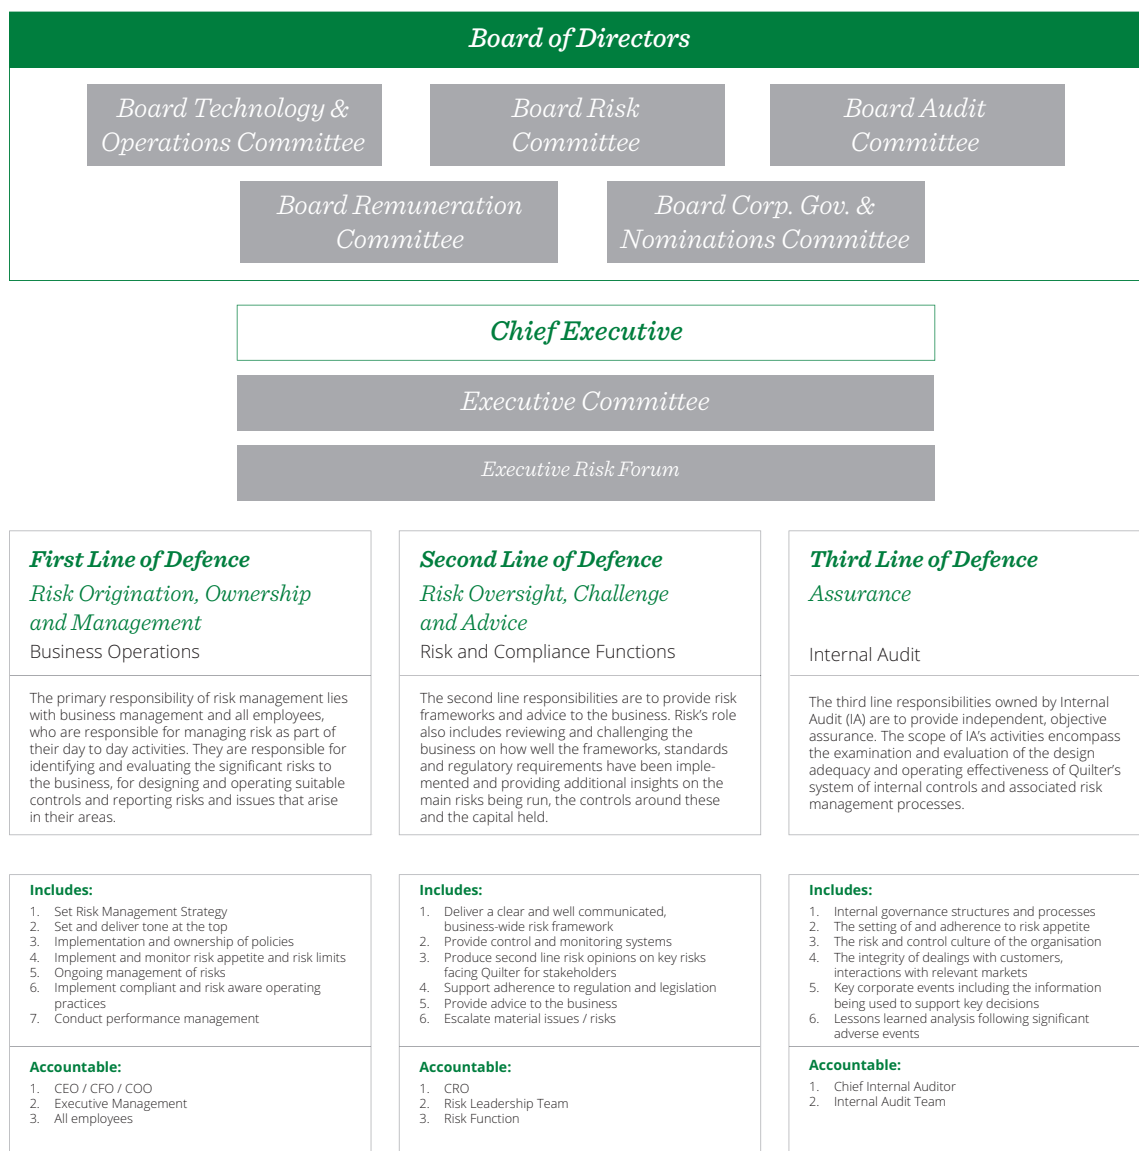 Board of Directors
Board Technology &
Operations Committee
Board Risk
Committee
Board Audit
Committee
Board Remuneration
Committee
Board Corp. Gov. &
Nominations Committee
Chief Executive
Executive Committee
Executive Risk Forum
First Line of Defence
Risk Origination, Ownership
and Management
Business Operations
The primary responsibility of risk management lies
with business management and all employees,
who are responsible for managing risk as part of
their day to day activities. They are responsible for
identifying and evaluating the significant risks to
the business, for designing and operating suitable
controls and reporting risks and issues that arise
in their areas.
Includes:
1. Set Risk Management Strategy
2. Set and deliver tone at the top
3. Implementation and ownership of policies
4. Implement and monitor risk appetite and risk limits
5. Ongoing management of risks
6. Implement compliant and risk aware operating
practices
7. Conduct performance management
Accountable:
1. CEO / CFO / COO
2. Executive Management
3. All employees
Second Line of Defence
Risk Oversight, Challenge
and Advice
Risk and Compliance Functions
The second line responsibilities are to provide risk
frameworks and advice to the business. Risk's role
also includes reviewing and challenging the
business on how well the frameworks, standards
and regulatory requirements have been imple-
mented and providing additional insights on the
main risks being run, the controls around these
and the capital held.
Includes:
1. Deliver a clear and well communicated,
business-wide risk framework
2. Provide control and monitoring systems
3. Produce second line risk opinions on key risks
facing Quilter for stakeholders
4. Support adherence to regulation and legislation
5. Provide advice to the business
6. Escalate material issues / risks
Accountable:
1. CRO
2. Risk Leadership Team
3. Risk Function
Third Line of Defence
Assurance
Internal Audit
The third line responsibilities owned by Internal
Audit (IA) are to provide independent, objective
assurance. The scope of IA's activities encompass
the examination and evaluation of the design
adequacy and operating effectiveness of Quilter's
system of internal controls and associated risk
management processes.
Includes:
1. Internal governance structures and processes
2. The setting of and adherence to risk appetite
3. The risk and control culture of the organisation
4. The integrity of dealings with customers,
interactions with relevant markets
5. Key corporate events including the information
being used to support key decisions
6. Lessons learned analysis following significant
adverse events
Accountable:
1. Chief Internal Auditor
2. Internal Audit Team